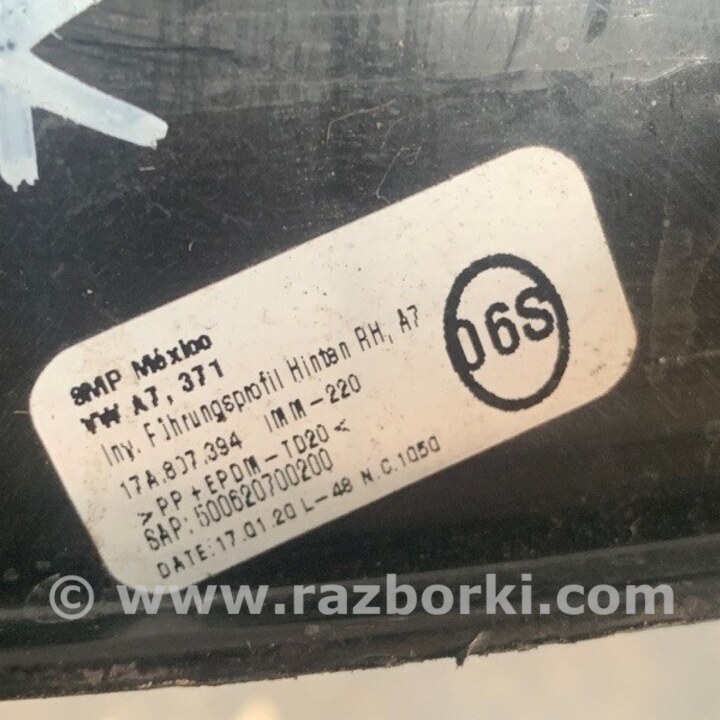 SMP México
VW A7, 371
Inv. Führungsprofil Hinten RH, A7
17A.807.394 IMM-220
>PP+EPDM-TD20<
SAP: 500620700200
DATE:17.01.20 L-48 N.C.1050
06S
© www.razborki.com